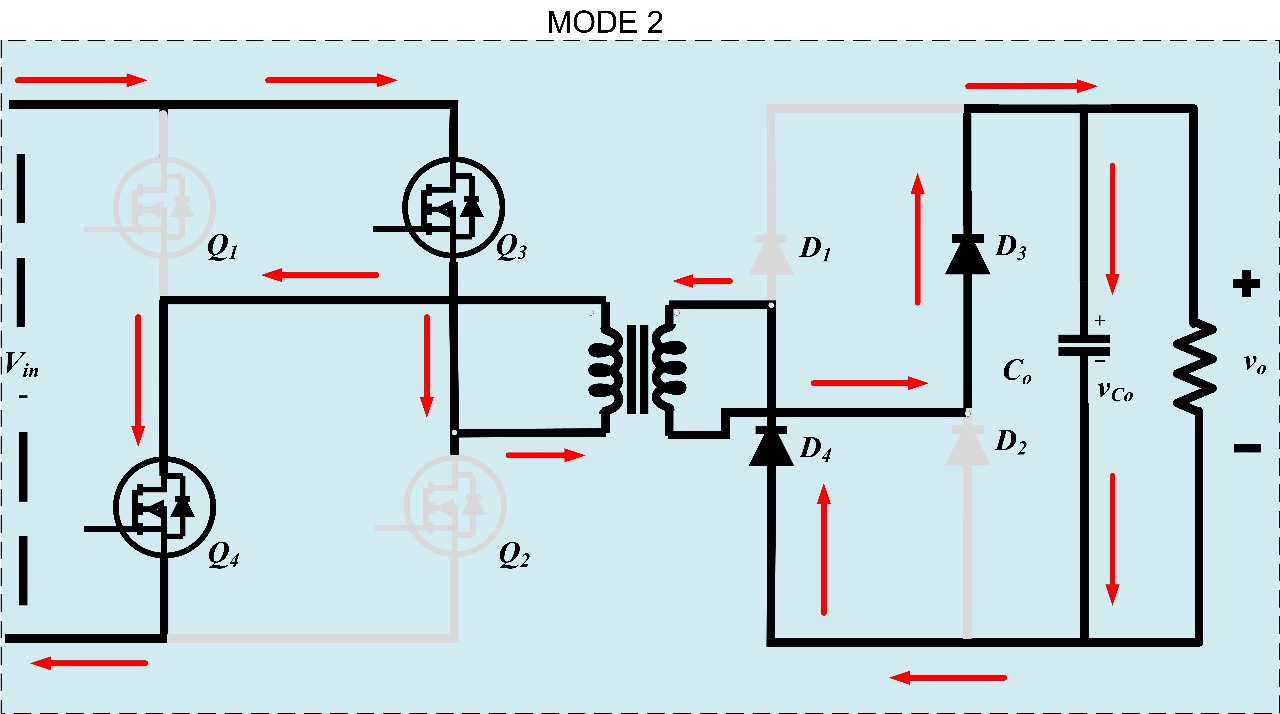 MODE 2
Q1
Q3
D1
D3
+
Vin
-
Co
+
-
vCo
vo
D4
D2
-
Q4
Q2